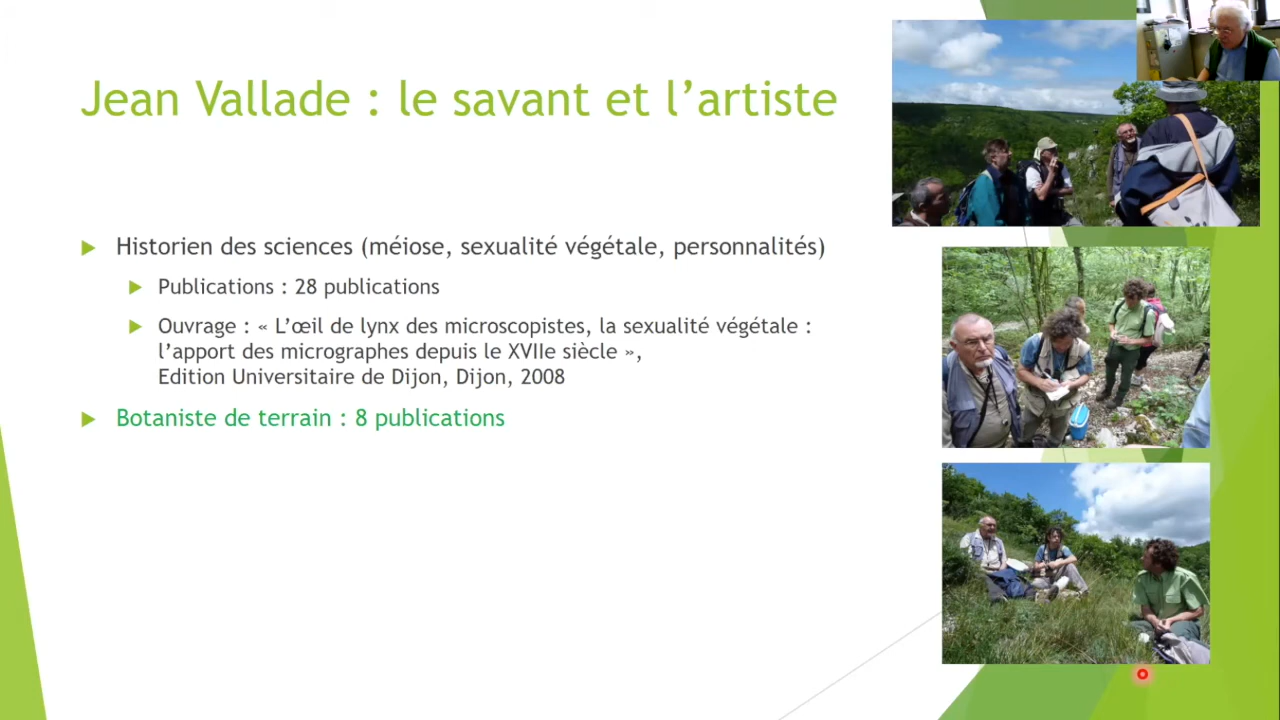 Jean Vallade : le savant et l’artiste
Historien des sciences (méiose, sexualité végétale, personnalités)
Publications : 28 publications
Ouvrage : « L’œil de lynx des microscopistes, la sexualité végétale :
l’apport des micrographes depuis le XVIIe siècle »,
Edition Universitaire de Dijon, Dijon, 2008
Botaniste de terrain : 8 publications